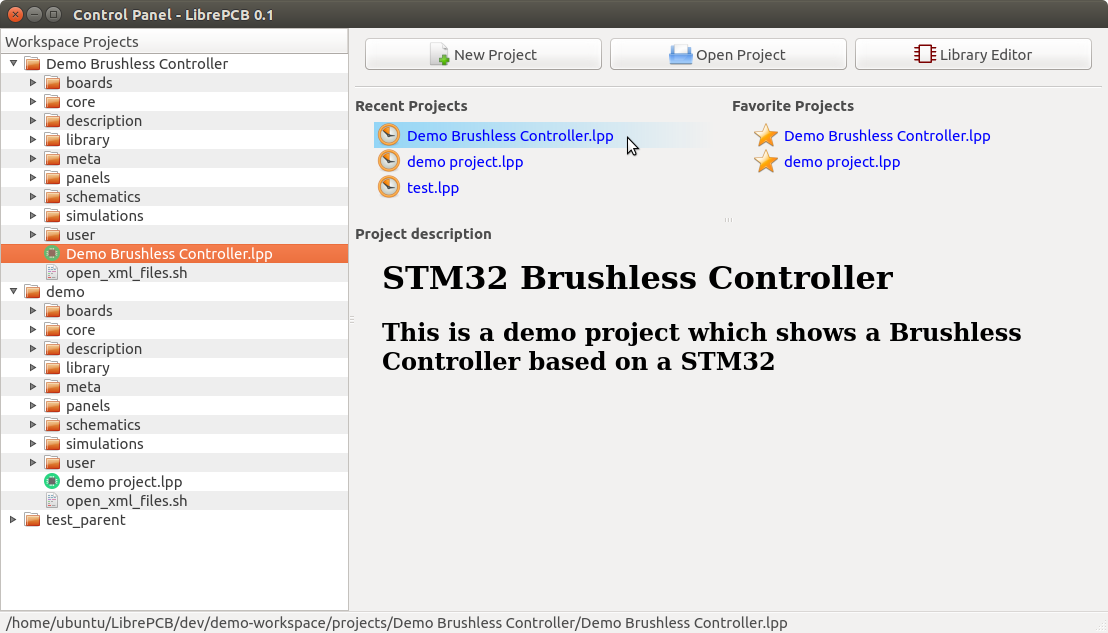 Control Panel - LibrePCB 0.1
Workspace Projects
Demo Brushless Controller
boards
core
description
library
meta
panels
schematics
simulations
user
Demo Brushless Controller.lpp
open_xml_files.sh
demo
boards
core
description
library
meta
panels
schematics
simulations
user
demo project.lpp
open_xml_files.sh
test_parent
New Project
Open Project
Library Editor
Recent Projects
Demo Brushless Controller.lpp
demo project.lpp
test.lpp
Favorite Projects
Demo Brushless Controller.lpp
demo project.lpp
Project description
STM32 Brushless Controller
This is a demo project which shows a Brushless
Controller based on a STM32
/home/ubuntu/LibrePCB/dev/demo-workspace/projects/Demo Brushless Controller/Demo Brushless Controller.lpp